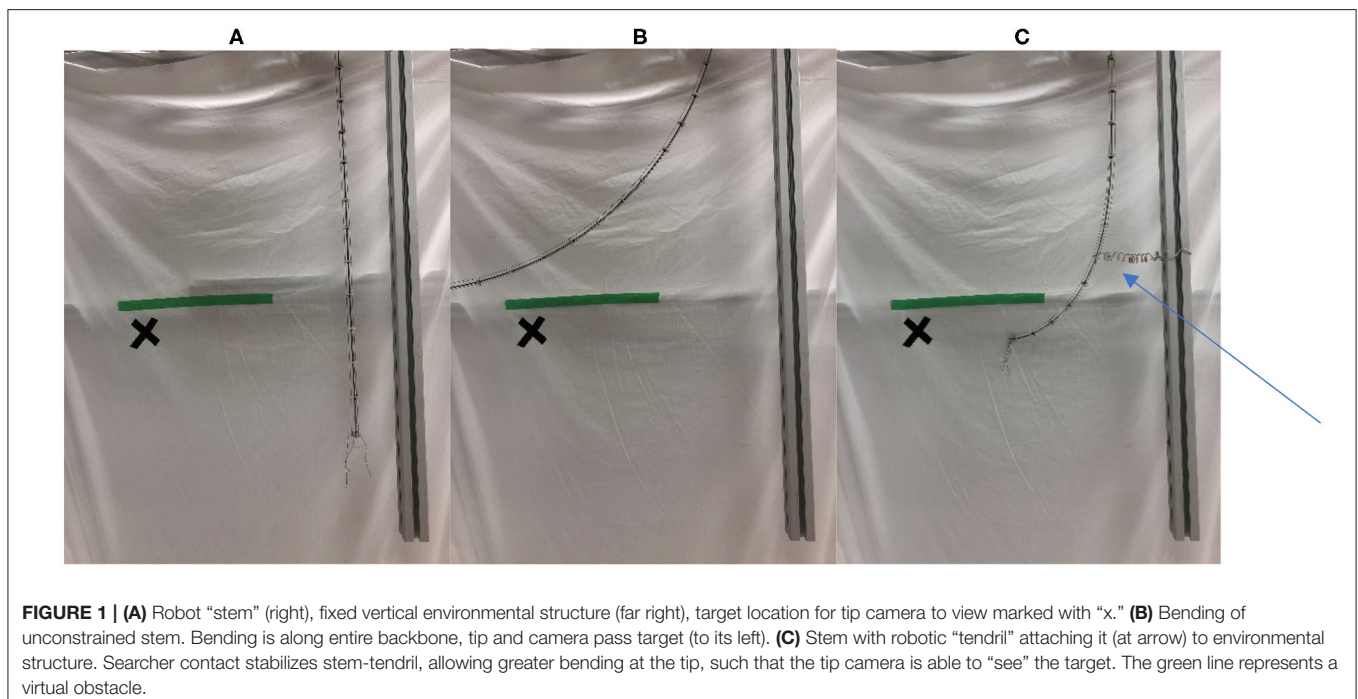 A B C
FIGURE 1 | (A) Robot “stem” (right), fixed vertical environmental structure (far right), target location for tip camera to view marked with “x.” (B) Bending of
unconstrained stem. Bending is along entire backbone, tip and camera pass target (to its left). (C) Stem with robotic “tendril” attaching it (at arrow) to environmental
structure. Searcher contact stabilizes stem-tendril, allowing greater bending at the tip, such that the tip camera is able to “see” the target. The green line represents a
virtual obstacle.